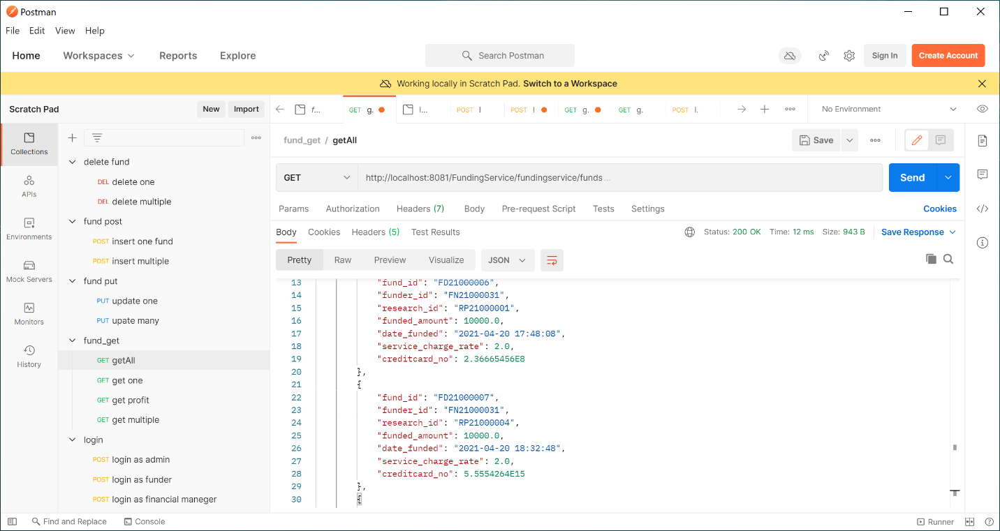 Postman
File Edit View Help
Home Workspaces Reports Explore Search Postman Sign In Create Account
Working locally in Scratch Pad. Switch to a Workspace
Scratch Pad New Import
f... GET g. l... POST l POST l GET g. GET g. POST l. No Environment
Collections
APIs
Environments
Mock Servers
Monitors
History
delete fund
DEL delete one
DEL delete multiple
fund post
POST insert one fund
POST insert multiple
fund put
PUT update one
PUT upate many
fund_get
GET getAll
GET get one
GET get profit
GET get multiple
login
POST login as admin
POST login as funder
POST login as financial maneger
fund_get / getAll Save
GET http://localhost:8081/FundingService/fundingservice/funds ... Send
Params Authorization Headers (7) Body Pre-request Script Tests Settings Cookies
Body Cookies Headers (5) Test Results Status: 200 OK Time: 12 ms Size: 943 B Save Response
Pretty Raw Preview Visualize JSON
13 "fund_id": "FD21000006",
14 "funder_id": "FN21000031",
15 "research_id": "RP21000001",
16 "funded_amount": 10000.0,
17 "date_funded": "2021-04-20 17:48:08",
18 "service_charge_rate": 2.0,
19 "creditcard_no": 2.36665456E8
20 },
21 {
22 "fund_id": "FD21000007",
23 "funder_id": "FN21000031",
24 "research_id": "RP21000004",
25 "funded_amount": 10000.0,
26 "date_funded": "2021-04-20 18:32:48",
27 "service_charge_rate": 2.0,
28 "creditcard_no": 5.5554264E15
29 },
30 {
Find and Replace Console Runner